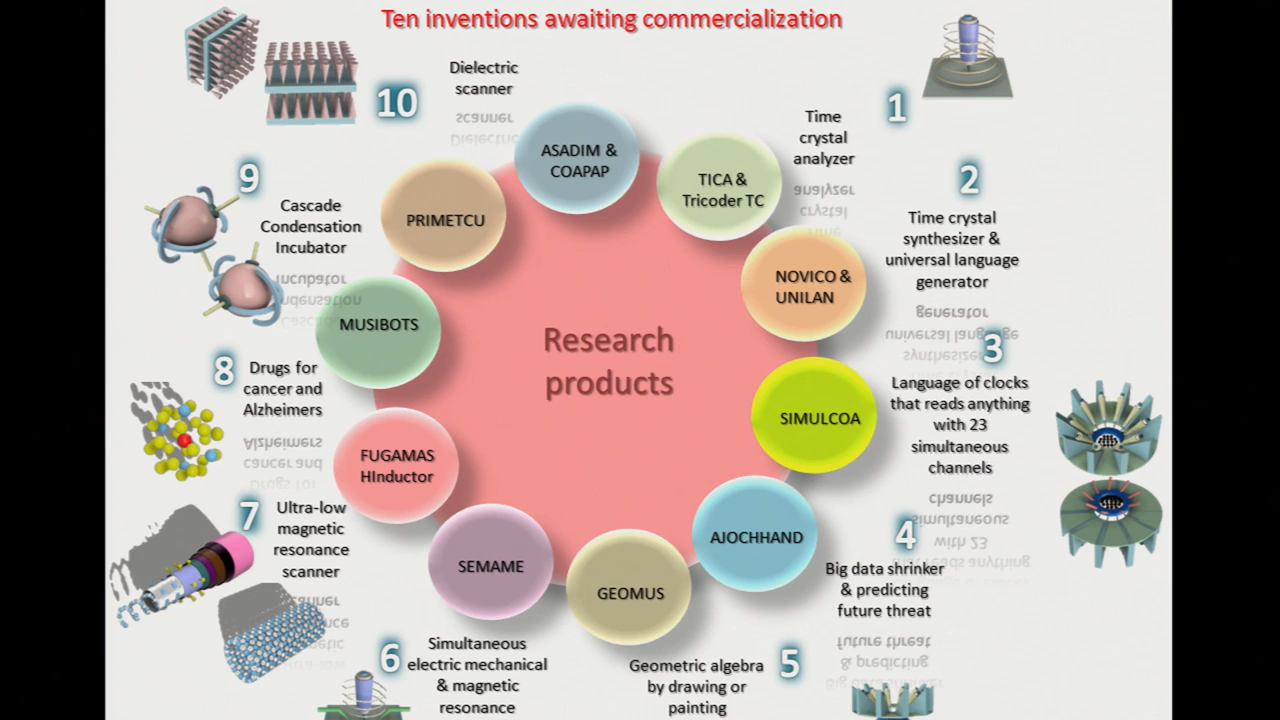 Ten inventions awaiting commercialization
1
Time
crystal
analyzer
TICA &
Tricoder TC
2
Time crystal
synthesizer &
universal language
generator
NOVICO &
UNILAN
3
Language of clocks
that reads anything
with 23
simultaneous
channels
SIMULCOA
4
Big data shrinker
& predicting
future threat
AJOCHHAND
5
Geometric algebra
by drawing or
painting
GEOMUS
6
Simultaneous
electric mechanical
& magnetic
resonance
SEMAME
7
Ultra-low
magnetic
resonance
scanner
FUGAMAS
HInductor
8
Drugs for
cancer and
Alzheimers
MUSIBOTS
9
Cascade
Condensation
Incubator
PRIMETCU
10
Dielectric
scanner
ASADIM &
COAPAP
Research
products